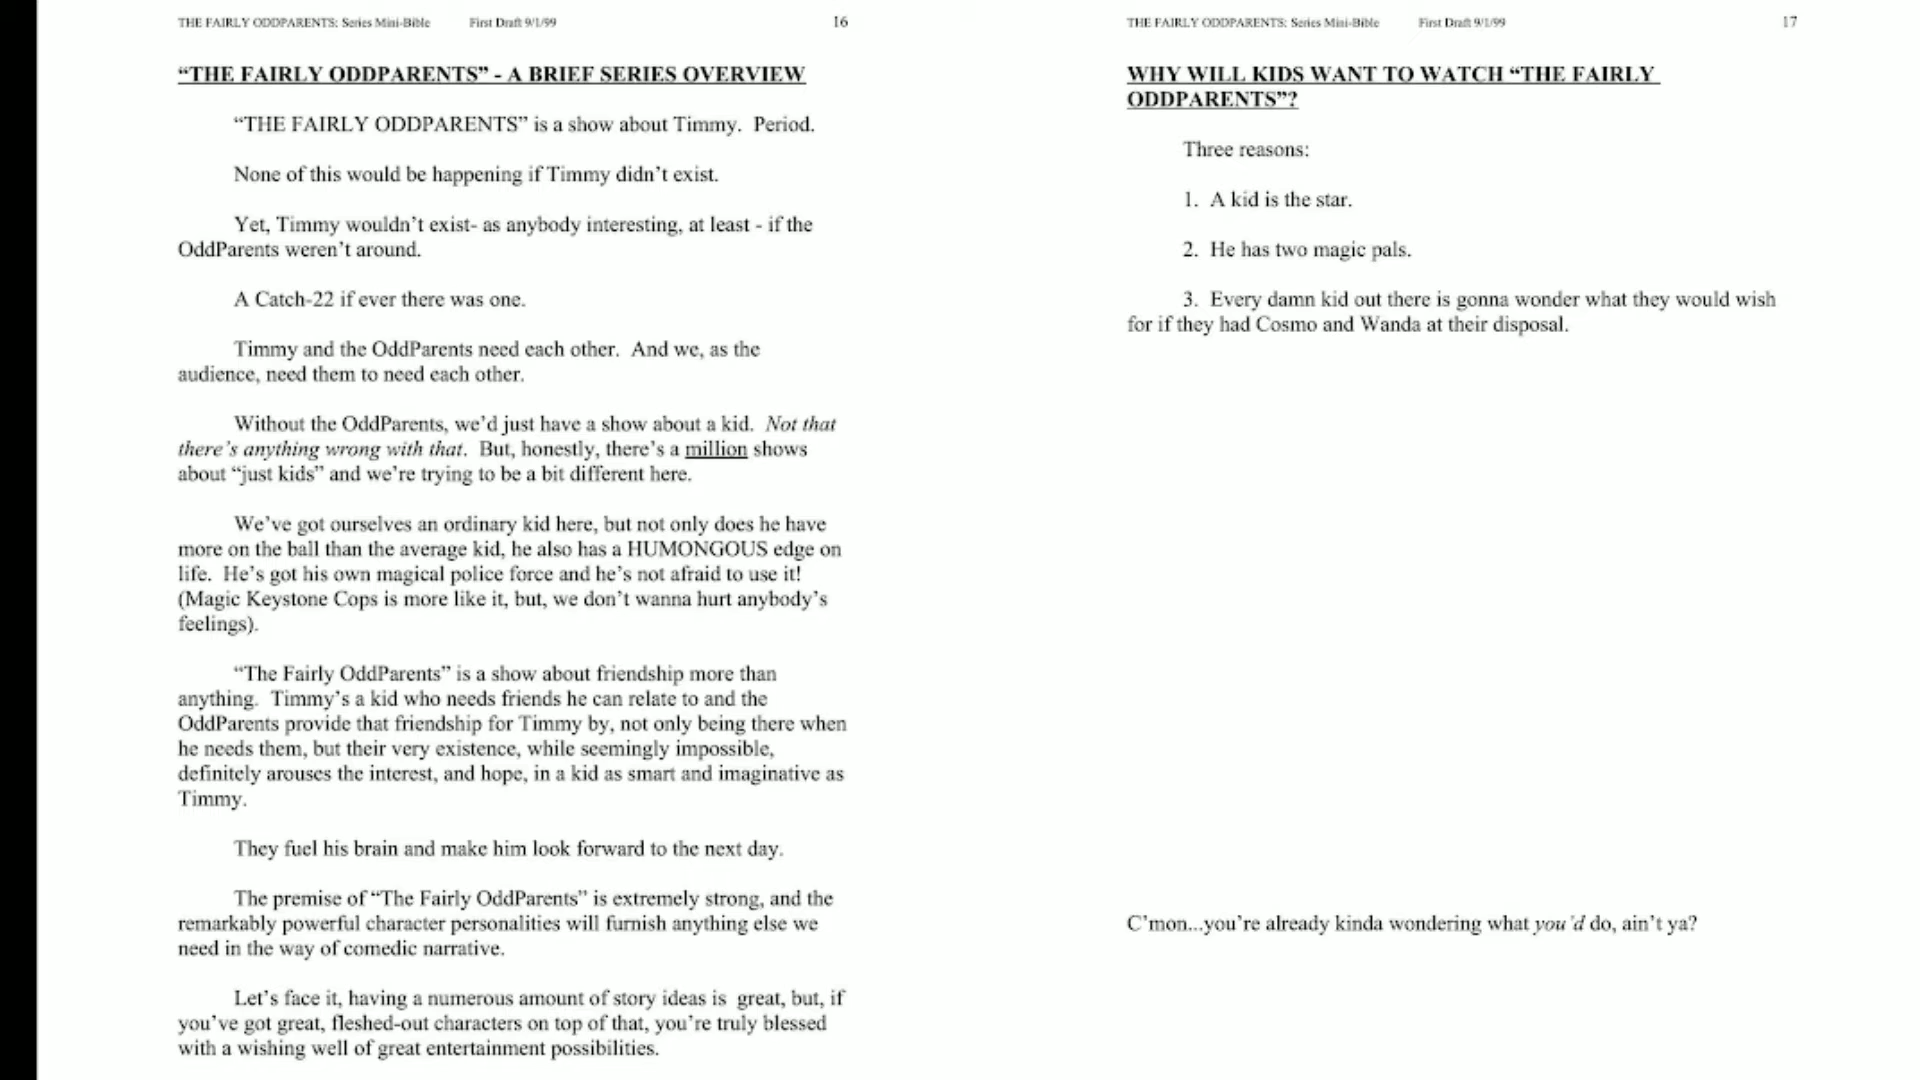 THE FAIRLY ODDPARENTS: Series Mini-Bible First Draft 9/1/99 16
“THE FAIRLY ODDPARENTS” - A BRIEF SERIES OVERVIEW
“THE FAIRLY ODDPARENTS” is a show about Timmy. Period.
None of this would be happening if Timmy didn’t exist.
Yet, Timmy wouldn’t exist- as anybody interesting, at least - if the
OddParents weren’t around.
A Catch-22 if ever there was one.
Timmy and the OddParents need each other. And we, as the
audience, need them to need each other.
Without the OddParents, we’d just have a show about a kid. Not that
there’s anything wrong with that. But, honestly, there’s a million shows
about “just kids” and we’re trying to be a bit different here.
We’ve got ourselves an ordinary kid here, but not only does he have
more on the ball than the average kid, he also has a HUMONGOUS edge on
life. He’s got his own magical police force and he’s not afraid to use it!
(Magic Keystone Cops is more like it, but, we don’t wanna hurt anybody’s
feelings).
“The Fairly OddParents” is a show about friendship more than
anything. Timmy’s a kid who needs friends he can relate to and the
OddParents provide that friendship for Timmy by, not only being there when
he needs them, but their very existence, while seemingly impossible,
definitely arouses the interest, and hope, in a kid as smart and imaginative as
Timmy.
They fuel his brain and make him look forward to the next day.
The premise of “The Fairly OddParents” is extremely strong, and the
remarkably powerful character personalities will furnish anything else we
need in the way of comedic narrative.
Let’s face it, having a numerous amount of story ideas is great, but, if
you’ve got great, fleshed-out characters on top of that, you’re truly blessed
with a wishing well of great entertainment possibilities.
THE FAIRLY ODDPARENTS: Series Mini-Bible First Draft 9/1/99 17
WHY WILL KIDS WANT TO WATCH “THE FAIRLY
ODDPARENTS”?
Three reasons:
1. A kid is the star.
2. He has two magic pals.
3. Every damn kid out there is gonna wonder what they would wish
for if they had Cosmo and Wanda at their disposal.
C’mon...you’re already kinda wondering what you’d do, ain’t ya?